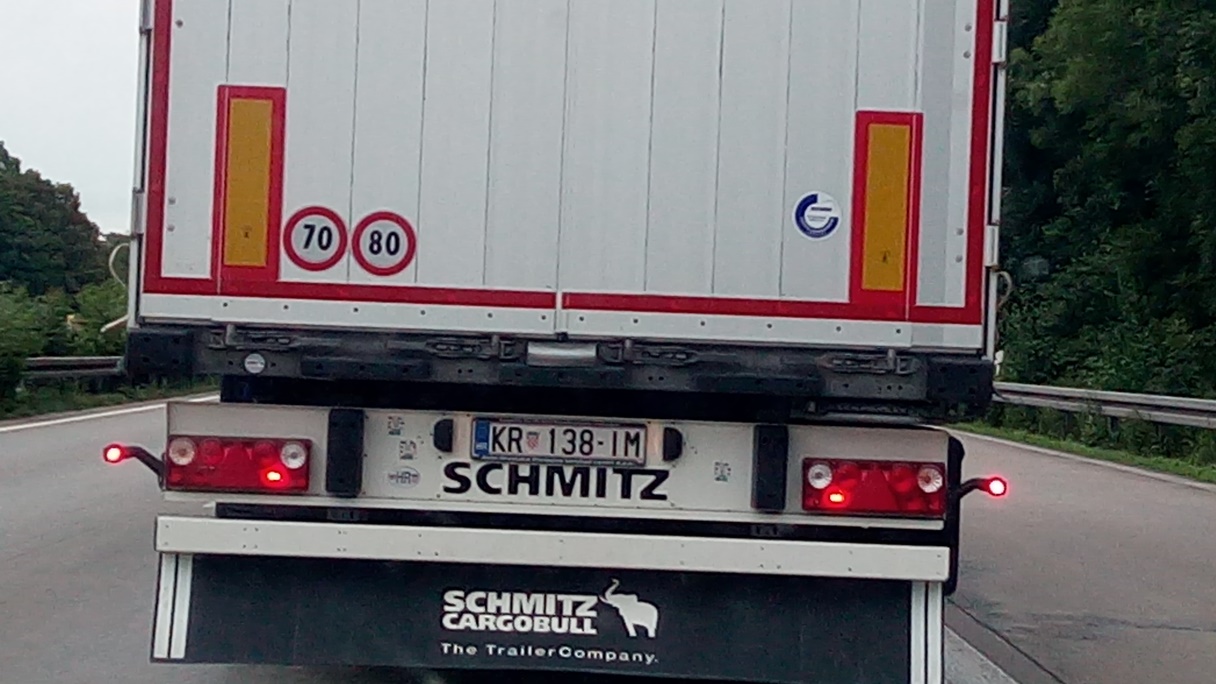 70
80
KR 138-IM
SCHMITZ
SCHMITZ
CARGOBULL
The TrailerCompany.